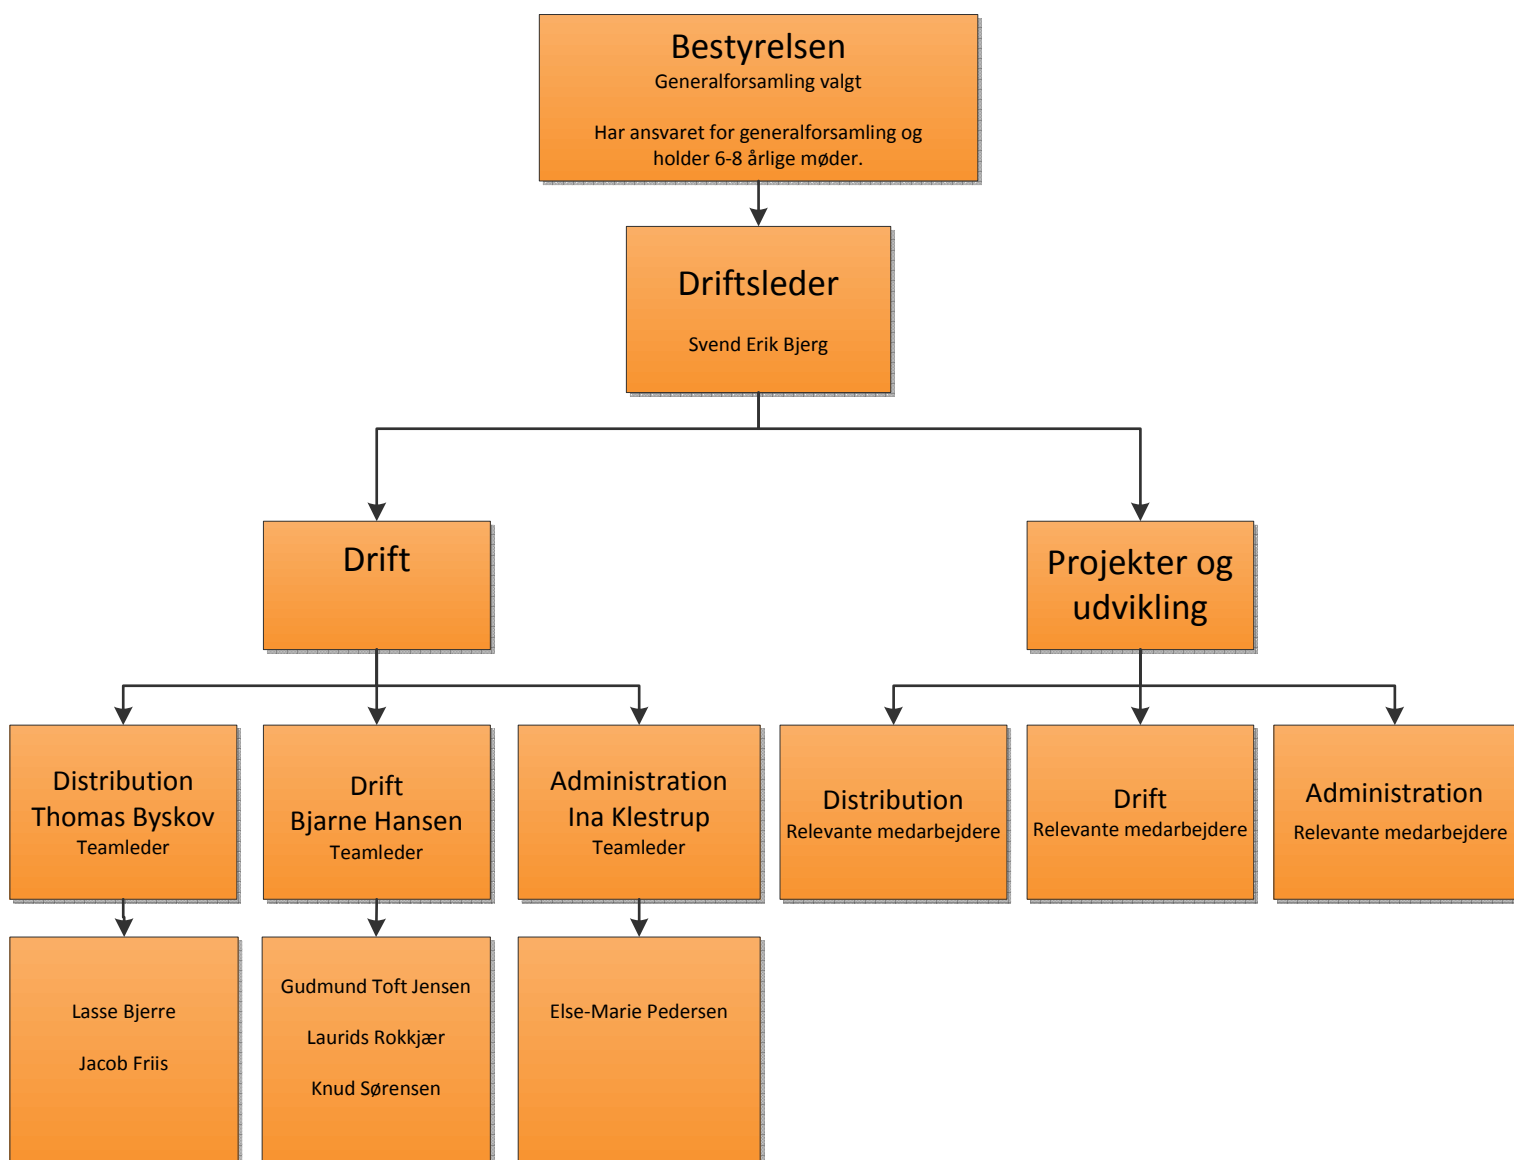 Bestyrelsen
Generalforsamling valgt
Har ansvaret for generalforsamling og
holder 6-8 årlige møder.
Driftsleder
Svend Erik Bjerg
Drift
Projekter og
udvikling
Distribution
Thomas Byskov
Teamleder
Drift
Bjarne Hansen
Teamleder
Administration
Ina Klestrup
Teamleder
Distribution
Relevante medarbejdere
Drift
Relevante medarbejdere
Administration
Relevante medarbejdere
Lasse Bjerre
Jacob Friis
Gudmund Toft Jensen
Laurids Rokkjær
Knud Sørensen
Else-Marie Pedersen